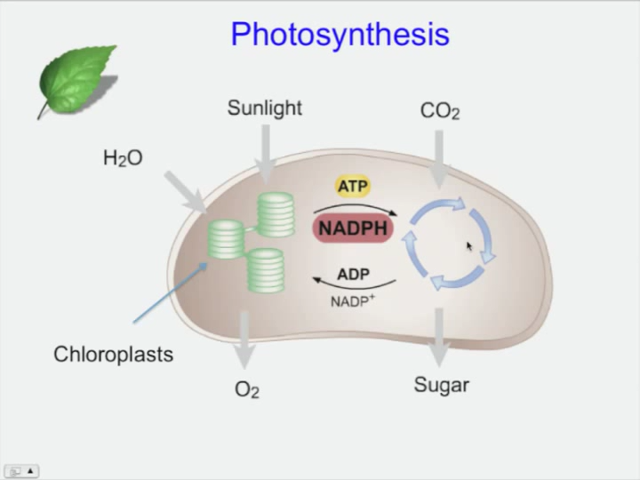 Photosynthesis
Sunlight
CO₂
H₂O
ATP
NADPH
ADP
NADP⁺
Chloroplasts
O₂
Sugar